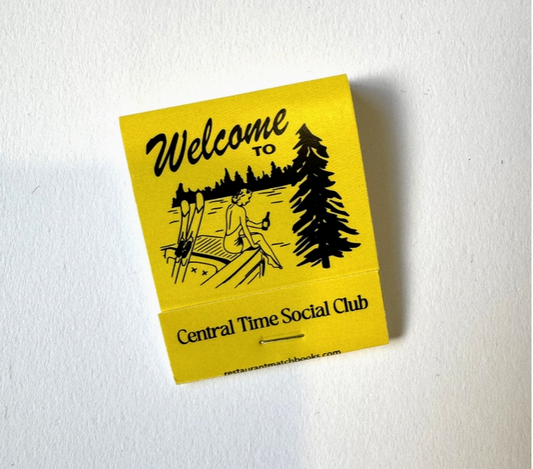 Welcome
TO
Central Time Social Club
restaurantmatchbooks.com